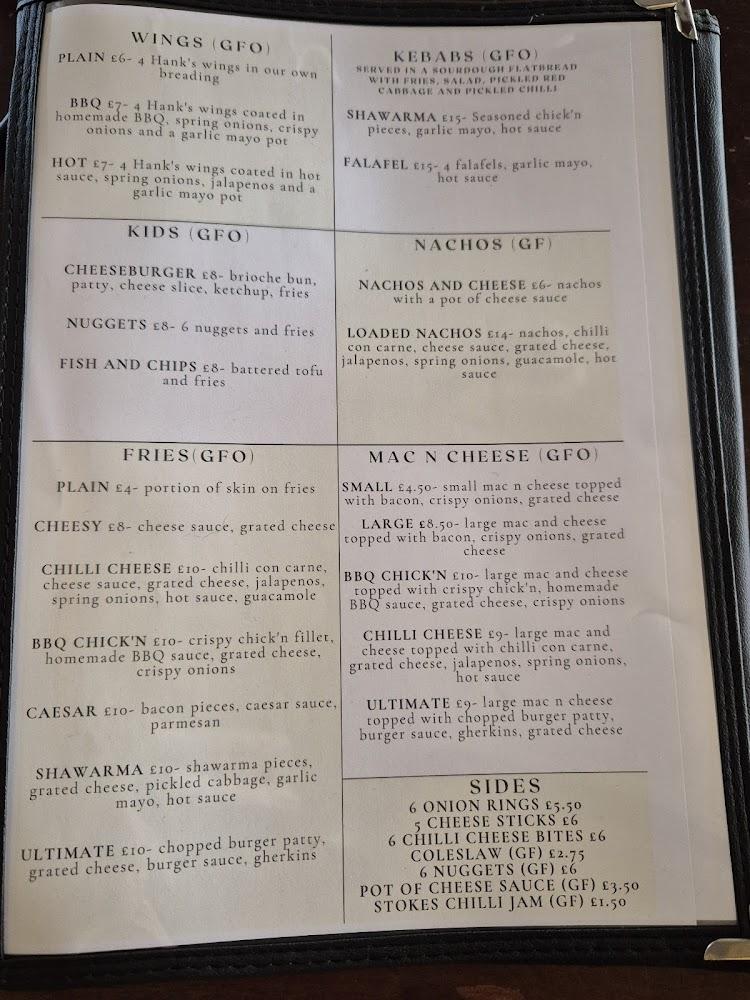 WINGS (GFO)
PLAIN £6- 4 Hank's wings in our own
breading
BBQ £7- 4 Hank's wings coated in
homemade BBQ, spring onions, crispy
onions and a garlic mayo pot
HOT £7- 4 Hank's wings coated in hot
sauce, spring onions, jalapenos and a
garlic mayo pot
KEBABS (GFO)
SERVED IN A SOURDOUGH FLATBREAD
WITH FRIES, SALAD, PICKLED RED
CABBAGE AND PICKLED CHILLI
SHAWARMA £15- Seasoned chick'n
pieces, garlic mayo, hot sauce
FALAFEL £15- 4 falafels, garlic mayo,
hot sauce
KIDS (GFO)
CHEESEBURGER £8- brioche bun,
patty, cheese slice, ketchup, fries
NUGGETS £8- 6 nuggets and fries
FISH AND CHIPS £8- battered tofu
and fries
NACHOS (GF)
NACHOS AND CHEESE £6- nachos
with a pot of cheese sauce
LOADED NACHOS £14- nachos, chilli
con carne, cheese sauce, grated cheese,
jalapenos, spring onions, guacamole, hot
sauce
FRIES(GFO)
PLAIN £4- portion of skin on fries
CHEESY £8- cheese sauce, grated cheese
CHILLI CHEESE £10- chilli con carne,
cheese sauce, grated cheese, jalapenos,
spring onions, hot sauce, guacamole
BBQ CHICK'N £10- crispy chick'n fillet,
homemade BBQ sauce, grated cheese,
crispy onions
CAESAR £10- bacon pieces, caesar sauce,
parmesan
SHAWARMA £10- shawarma pieces,
grated cheese, pickled cabbage, garlic
mayo, hot sauce
ULTIMATE £10- chopped burger patty,
grated cheese, burger sauce, gherkins
MAC N CHEESE (GFO)
SMALL £4.50- small mac n cheese topped
with bacon, crispy onions, grated cheese
LARGE £8.50- large mac and cheese
topped with bacon, crispy onions, grated
cheese
BBQ CHICK'N £10- large mac and cheese
topped with crispy chick'n, homemade
BBQ sauce, grated cheese, crispy onions
CHILLI CHEESE £9- large mac and
cheese topped with chilli con carne,
grated cheese, jalapenos, spring onions,
hot sauce
ULTIMATE £9- large mac n cheese
topped with chopped burger patty,
burger sauce, gherkins, grated cheese
SIDES
6 ONION RINGS £5.50
5 CHEESE STICKS £6
6 CHILLI CHEESE BITES £6
COLESLAW (GF) £2.75
6 NUGGETS (GF) £6
POT OF CHEESE SAUCE (GF) £3.50
STOKES CHILLI JAM (GF) £1.50